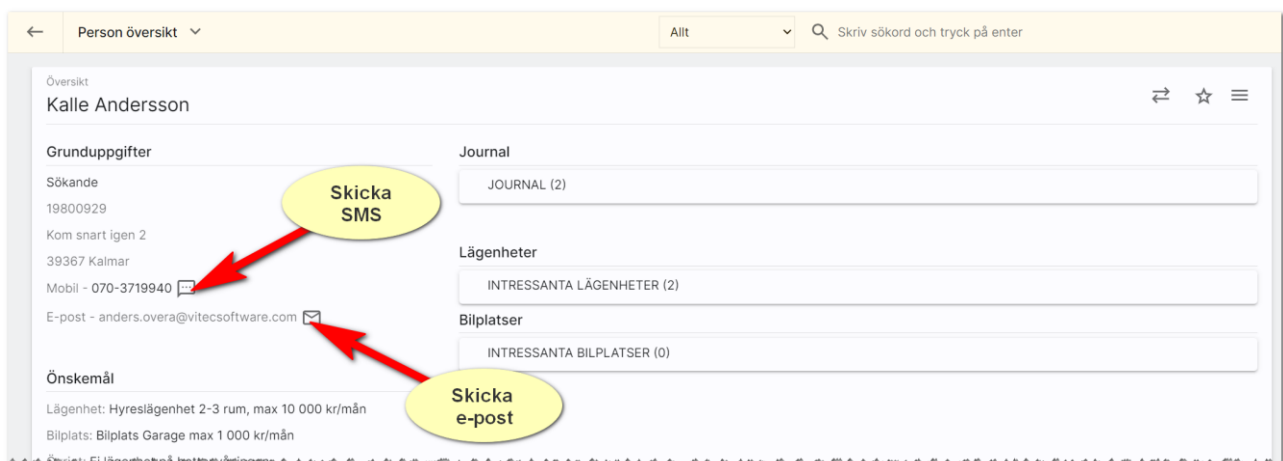 Person översikt
Allt
Skriv sökord och tryck på enter
Översikt
Kalle Andersson
Grunduppgifter
Sökande
19800929
Kom snart igen 2
39367 Kalmar
Mobil - 070-3719940
E-post - anders.overa@vitecsoftware.com
Skicka
SMS
Skicka
e-post
Önskemål
Lägenhet: Hyreslägenhet 2-3 rum, max 10 000 kr/mån
Bilplats: Bilplats Garage max 1 000 kr/mån
Journal
JOURNAL (2)
Lägenheter
INTRESSANTA LÄGENHETER (2)
Bilplatser
INTRESSANTA BILPLATSER (0)